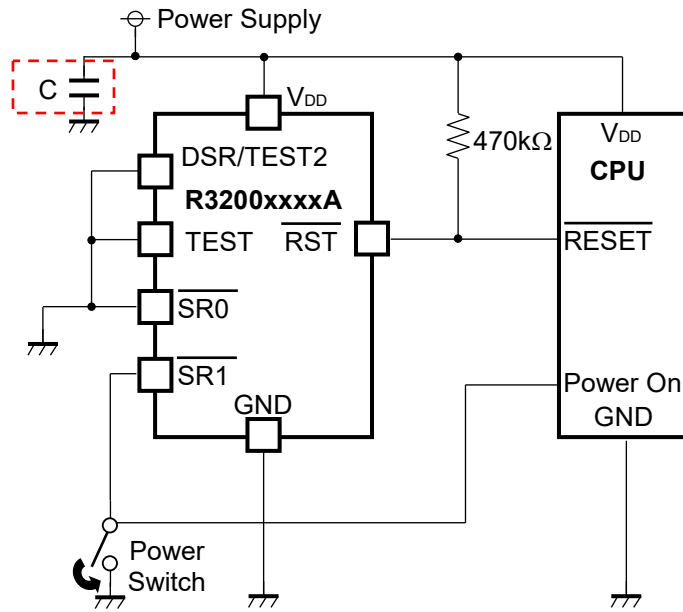 Power Supply
C
VDD
DSR/TEST2
R3200xxxxA
TEST
RST
SR0
SR1
GND
470kΩ
VDD
CPU
RESET
Power On
GND
Power
Switch